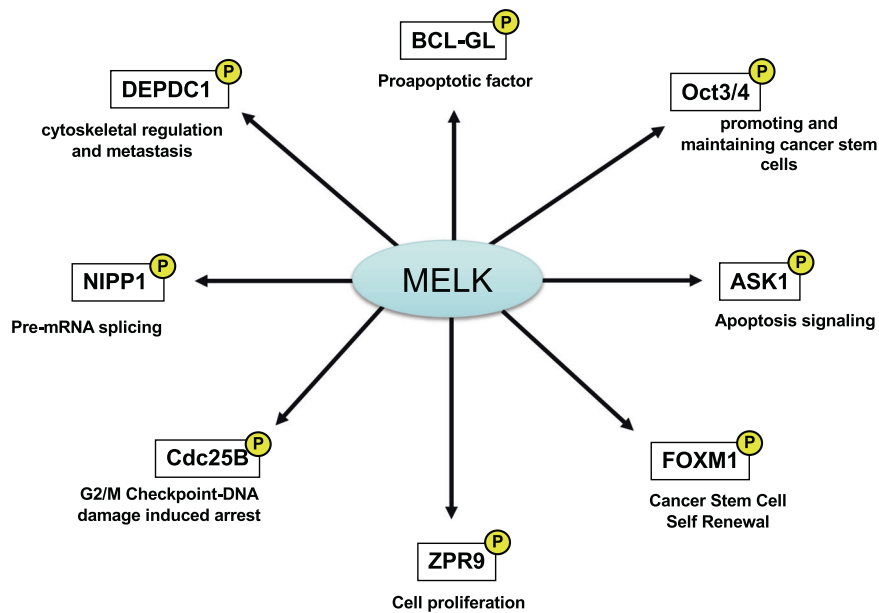 P
BCL-GL
Proapoptotic factor
P
DEPDC1
cytoskeletal regulation
and metastasis
P
Oct3/4
promoting and
maintaining cancer stem
cells
MELK
P
NIPP1
Pre-mRNA splicing
P
ASK1
Apoptosis signaling
P
Cdc25B
G2/M Checkpoint-DNA
damage induced arrest
P
FOXM1
Cancer Stem Cell
Self Renewal
P
ZPR9
Cell proliferation